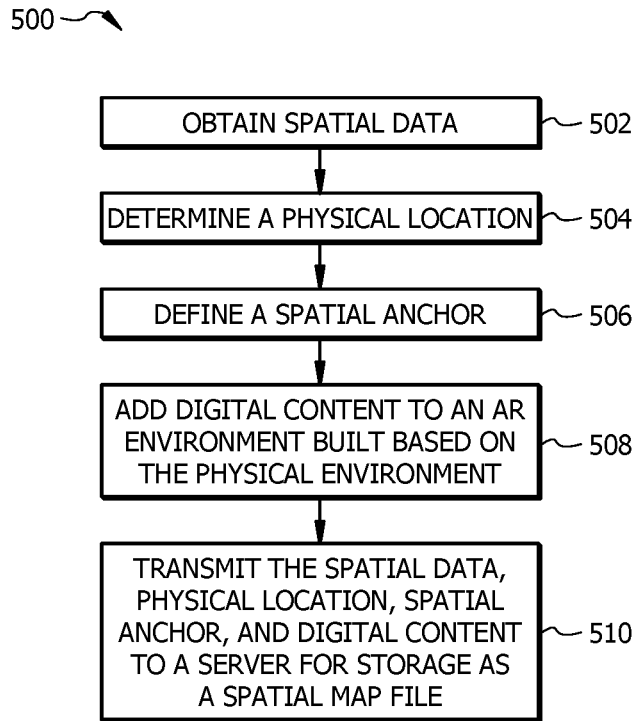 500
OBTAIN SPATIAL DATA
502
DETERMINE A PHYSICAL LOCATION
504
DEFINE A SPATIAL ANCHOR
506
ADD DIGITAL CONTENT TO AN AR
ENVIRONMENT BUILT BASED ON
THE PHYSICAL ENVIRONMENT
508
TRANSMIT THE SPATIAL DATA,
PHYSICAL LOCATION, SPATIAL
ANCHOR, AND DIGITAL CONTENT
TO A SERVER FOR STORAGE AS
A SPATIAL MAP FILE
510